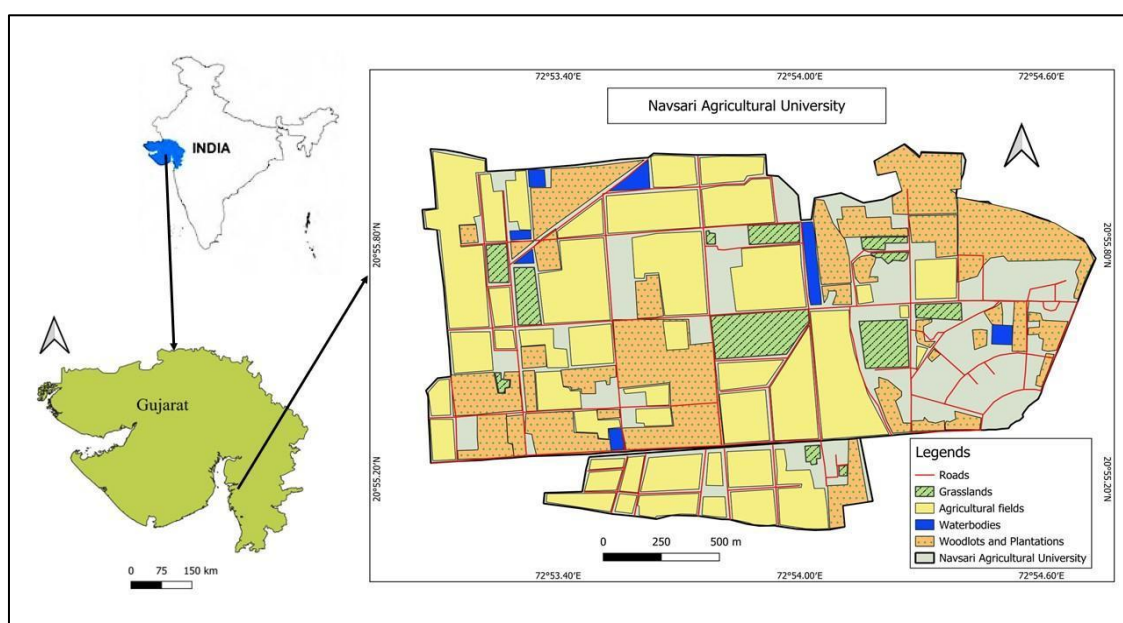 INDIA
Gujarat
0 75 150 km
72°53.40'E 72°54.00'E 72°54.60'E
Navsari Agricultural University
20°55.80'N
20°55.80'N
20°55.20'N
20°55.20'N
Legends
Roads
Grasslands
Agricultural fields
Waterbodies
Woodlots and Plantations
Navsari Agricultural University
0 250 500 m
72°53.40'E 72°54.00'E 72°54.60'E